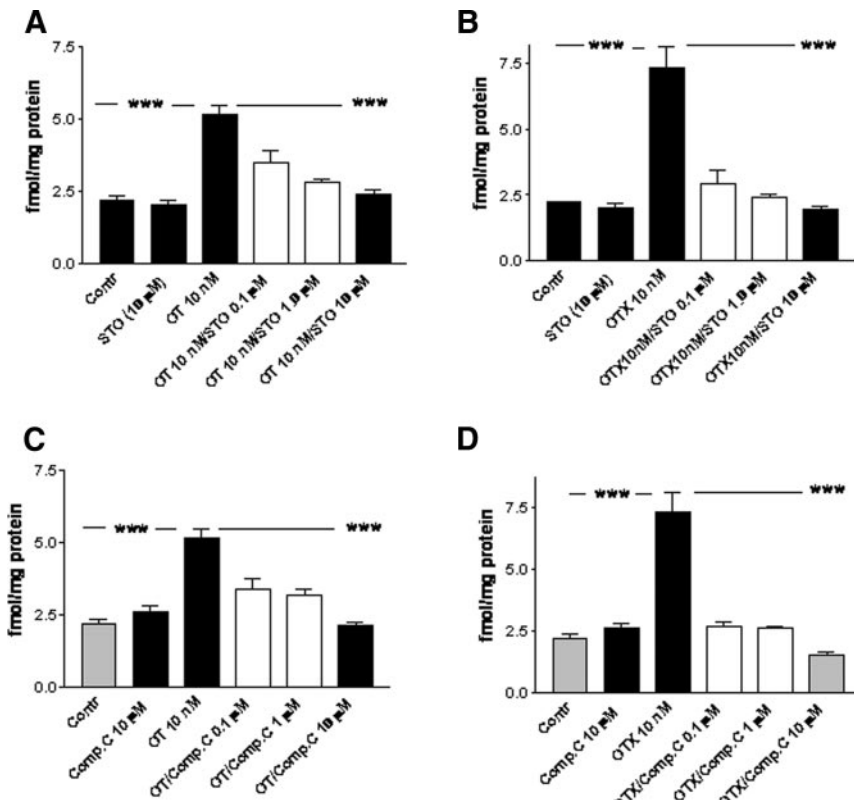 A
7.5
5.0
2.5
0.0
fmol/mg protein
***
***
Contr
STO (10 µM)
OT 10 nM
OT 10 nM/STO 0.1 µM
OT 10 nM/STO 1.0 µM
OT 10 nM/STO 10 µM
B
7.5
5.0
2.5
0.0
fmol/mg protein
***
***
Contr
STO (10 µM)
OTX 10 nM
OTX10nM/STO 0.1 µM
OTX10nM/STO 1.0 µM
OTX10nM/STO 10 µM
C
7.5
5.0
2.5
0.0
fmol/mg protein
***
***
Contr
Comp.C 10 µM
OT 10 nM
OT/Comp.C 0.1 µM
OT/Comp.C 1 µM
OT/Comp.C 10 µM
D
7.5
5.0
2.5
0.0
fmol/mg protein
***
***
Contr
Comp.C 10 µM
OTX 10 nM
OTX/Comp.C 0.1 µM
OTX/Comp.C 1 µM
OTX/Comp.C 10 µM